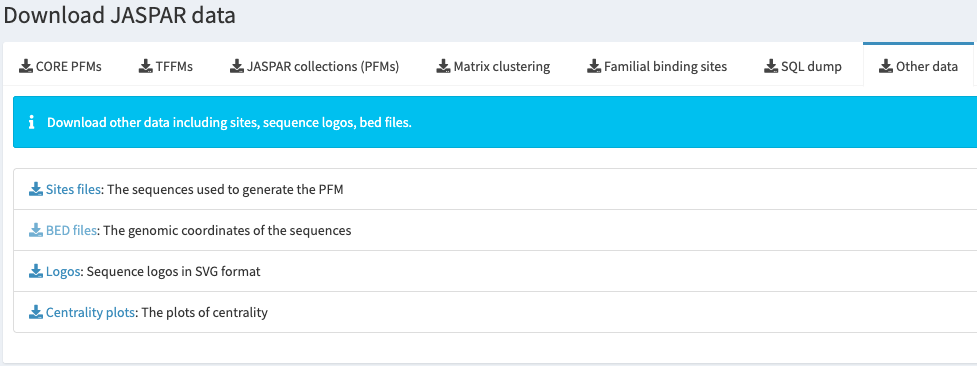 Download JASPAR data
CORE PFMs TFFMs JASPAR collections (PFMs) Matrix clustering Familial binding sites SQL dump Other data
Download other data including sites, sequence logos, bed files.
Sites files: The sequences used to generate the PFM
BED files: The genomic coordinates of the sequences
Logos: Sequence logos in SVG format
Centrality plots: The plots of centrality